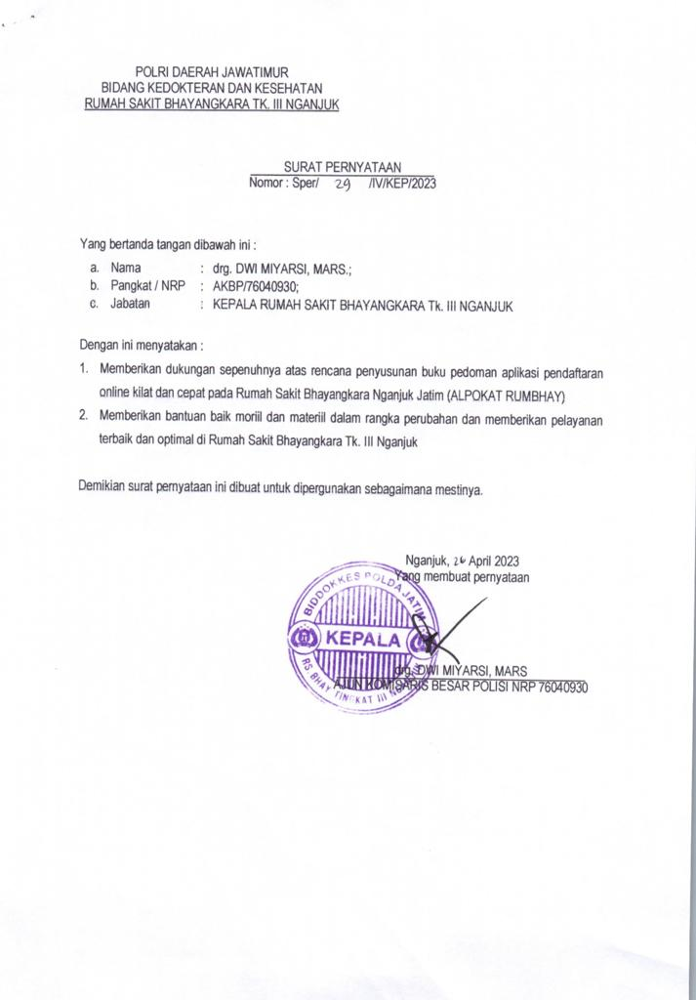 POLRI DAERAH JAWATIMUR
BIDANG KEDOKTERAN DAN KESEHATAN
RUMAH SAKIT BHAYANGKARA TK. III NGANJUK
SURAT PERNYATAAN
Nomor : Sper/ 29 /IV/KEP/2023
Yang bertanda tangan dibawah ini :
a. Nama : drg. DWI MIYARSI, MARS.;
b. Pangkat / NRP : AKBP/76040930;
c. Jabatan : KEPALA RUMAH SAKIT BHAYANGKARA Tk. III NGANJUK
Dengan ini menyatakan :
1. Memberikan dukungan sepenuhnya atas rencana penyusunan buku pedoman aplikasi pendaftaran
online kilat dan cepat pada Rumah Sakit Bhayangkara Nganjuk Jatim (ALPOKAT RUMBHAY)
2. Memberikan bantuan baik moriil dan materiil dalam rangka perubahan dan memberikan pelayanan
terbaik dan optimal di Rumah Sakit Bhayangkara Tk. III Nganjuk
Demikian surat pernyataan ini dibuat untuk dipergunakan sebagaimana mestinya.
Nganjuk, 26 April 2023
Yang membuat pernyataan
BIDDOKKES POLDA JATIM
KEPALA
RS BHAY TINGKAT III NGANJUK
drg. DWI MIYARSI, MARS
AJUN KOMISARIS BESAR POLISI NRP 76040930